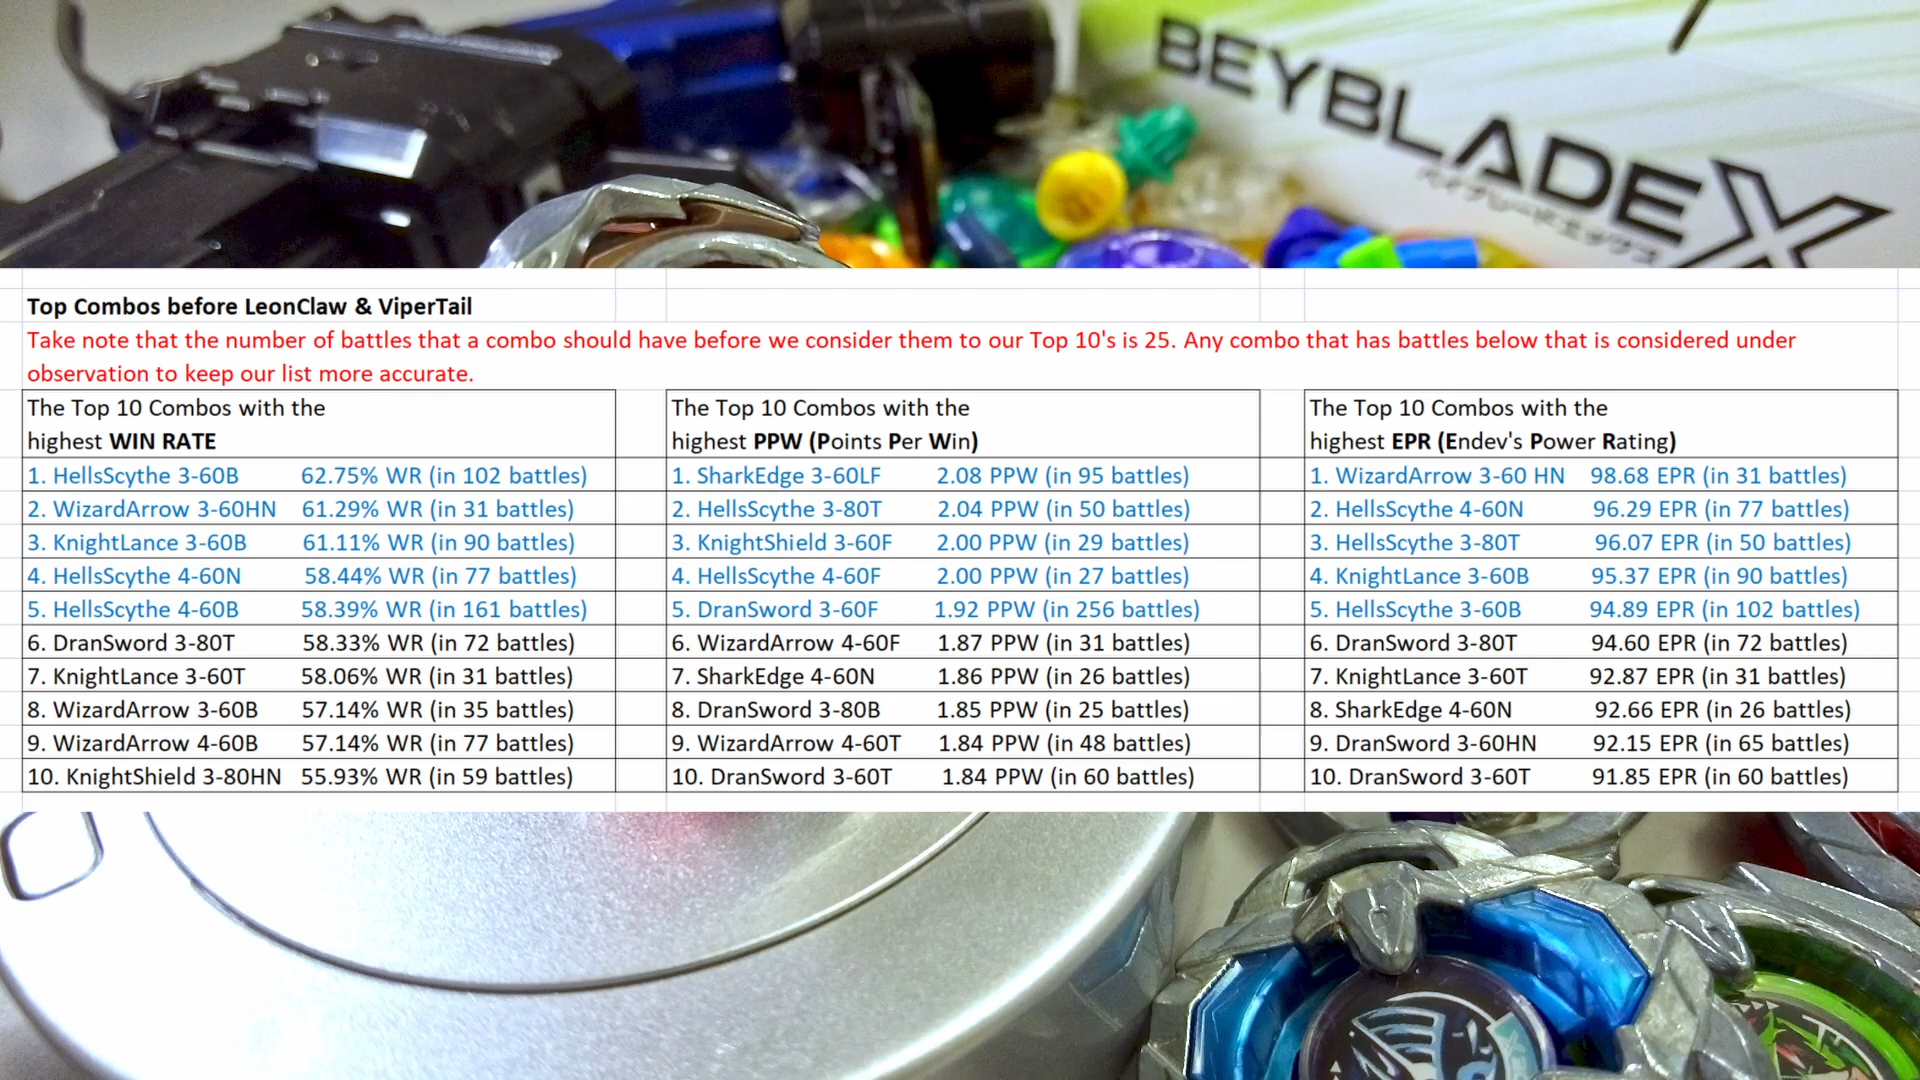 BEYBLADE X
Top Combos before LeonClaw & ViperTail
Take note that the number of battles that a combo should have before we consider them to our Top 10's is 25. Any combo that has battles below that is considered under
observation to keep our list more accurate.
The Top 10 Combos with the
highest WIN RATE
1. HellsScythe 3-60B 62.75% WR (in 102 battles)
2. WizardArrow 3-60HN 61.29% WR (in 31 battles)
3. KnightLance 3-60B 61.11% WR (in 90 battles)
4. HellsScythe 4-60N 58.44% WR (in 77 battles)
5. HellsScythe 4-60B 58.39% WR (in 161 battles)
6. DranSword 3-80T 58.33% WR (in 72 battles)
7. KnightLance 3-60T 58.06% WR (in 31 battles)
8. WizardArrow 3-60B 57.14% WR (in 35 battles)
9. WizardArrow 4-60B 57.14% WR (in 77 battles)
10. KnightShield 3-80HN 55.93% WR (in 59 battles)
The Top 10 Combos with the
highest PPW (Points Per Win)
1. SharkEdge 3-60LF 2.08 PPW (in 95 battles)
2. HellsScythe 3-80T 2.04 PPW (in 50 battles)
3. KnightShield 3-60F 2.00 PPW (in 29 battles)
4. HellsScythe 4-60F 2.00 PPW (in 27 battles)
5. DranSword 3-60F 1.92 PPW (in 256 battles)
6. WizardArrow 4-60F 1.87 PPW (in 31 battles)
7. SharkEdge 4-60N 1.86 PPW (in 26 battles)
8. DranSword 3-80B 1.85 PPW (in 25 battles)
9. WizardArrow 4-60T 1.84 PPW (in 48 battles)
10. DranSword 3-60T 1.84 PPW (in 60 battles)
The Top 10 Combos with the
highest EPR (Endev's Power Rating)
1. WizardArrow 3-60 HN 98.68 EPR (in 31 battles)
2. HellsScythe 4-60N 96.29 EPR (in 77 battles)
3. HellsScythe 3-80T 96.07 EPR (in 50 battles)
4. KnightLance 3-60B 95.37 EPR (in 90 battles)
5. HellsScythe 3-60B 94.89 EPR (in 102 battles)
6. DranSword 3-80T 94.60 EPR (in 72 battles)
7. KnightLance 3-60T 92.87 EPR (in 31 battles)
8. SharkEdge 4-60N 92.66 EPR (in 26 battles)
9. DranSword 3-60HN 92.15 EPR (in 65 battles)
10. DranSword 3-60T 91.85 EPR (in 60 battles)